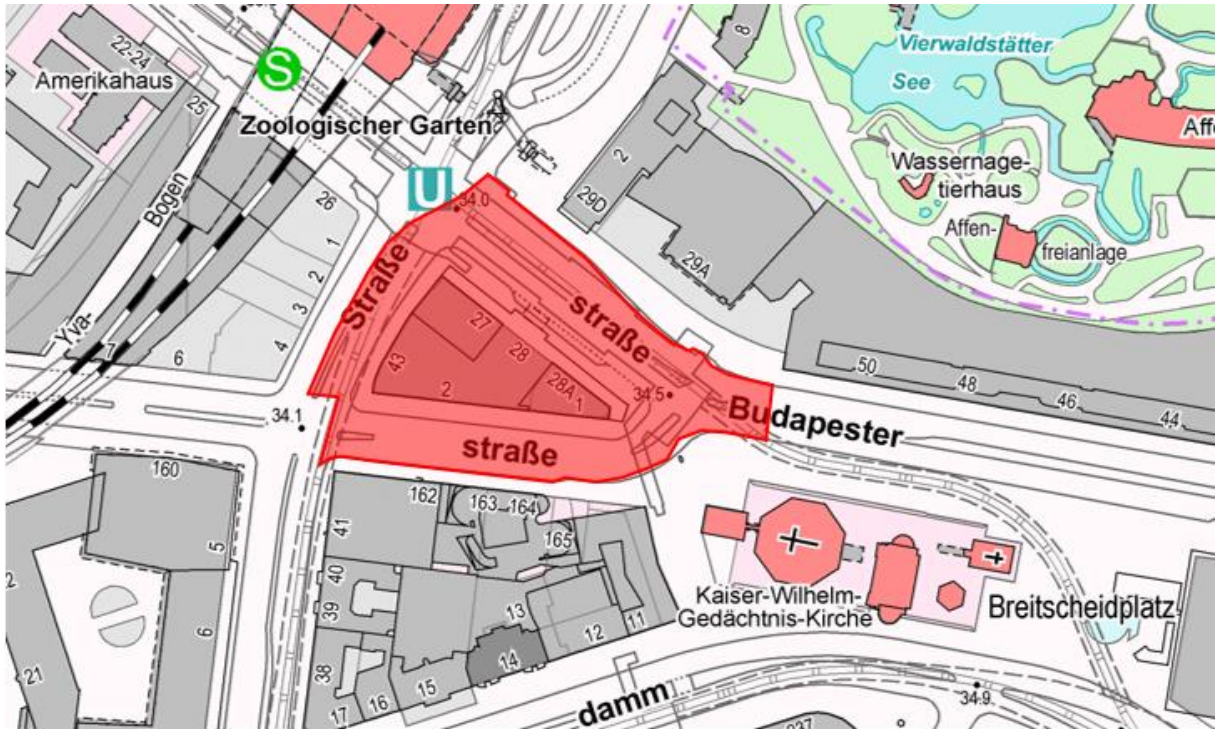 22-24
Amerikahaus
25
S
Zoologischer Garten
U
34.0
8
Vierwaldstätter
See
Affe
Wassernage-
tierhaus
Affen-
freianlage
2
29D
29A
Bogen
Yva-
7
6
26
1
2
3
4
34.1
Straße
straße
straße
43
27
28
28A
1
2
34.5
Budapester
50
48
46
44
160
5
6
21
162
163
164
165
41
40
39
38
17
16
15
14
13
12
11
Kaiser-Wilhelm-
Gedächtnis-Kirche
Breitscheidplatz
damm
34.9